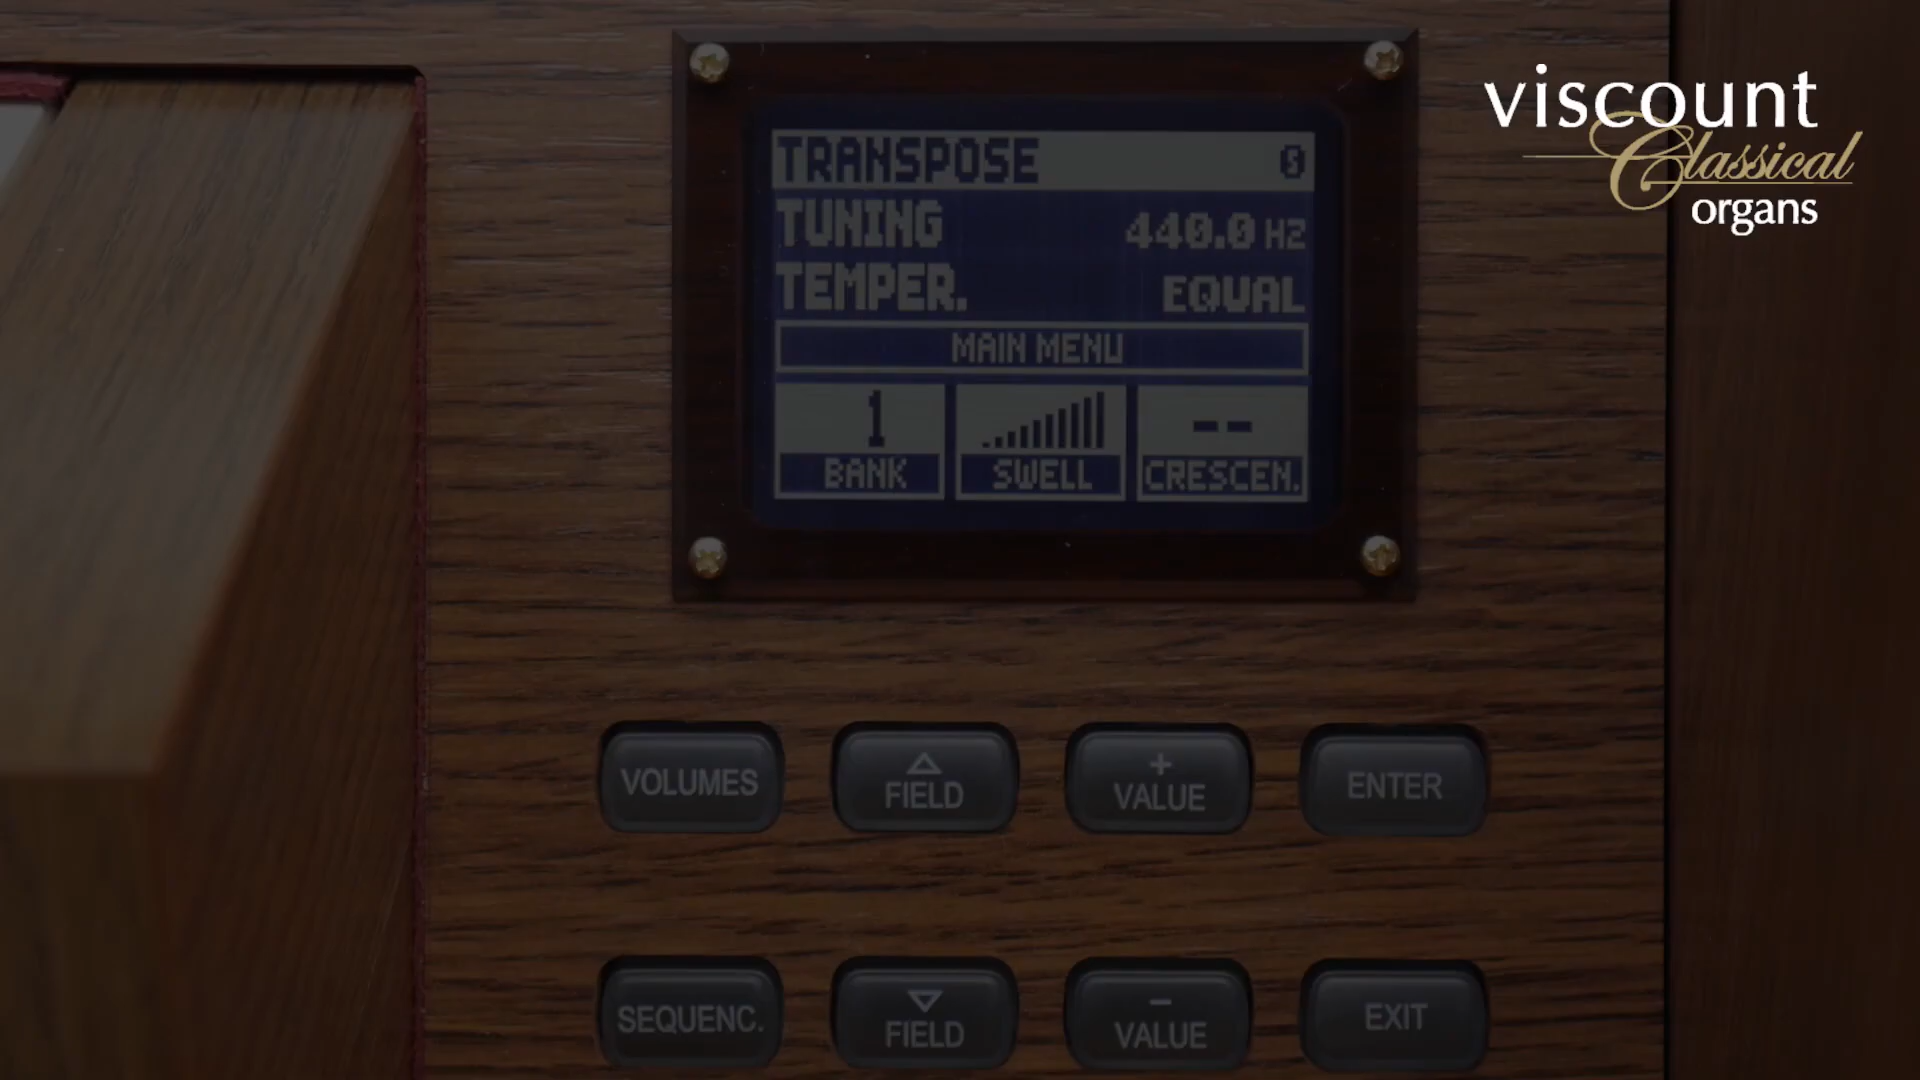 viscount
Classical
organs
TRANSPOSE
TUNING 440.0 HZ
TEMPER. EQUAL
MAIN MENU
1
BANK SWELL CRESCEN.
VOLUMES FIELD + VALUE ENTER
SEQUENC. FIELD - VALUE EXIT